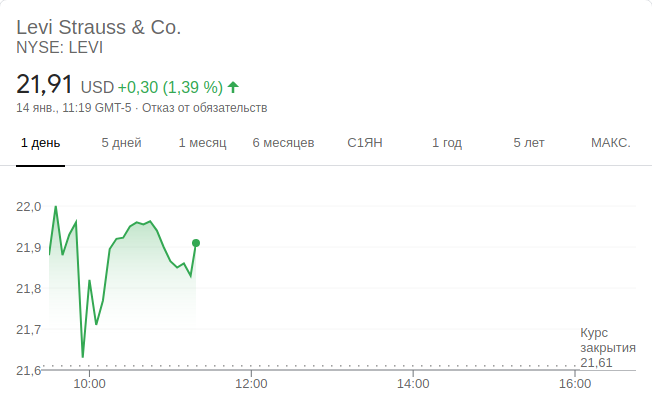 Levi Strauss & Co.
NYSE: LEVI
21,91 USD +0,30 (1,39 %)
14 янв., 11:19 GMT-5 · Отказ от обязательств
1 день 5 дней 1 месяц 6 месяцев С1ЯН 1 год 5 лет МАКС.
22,0
21,9
21,8
21,7
Курс
закрытия
21,61
21,6
10:00 12:00 14:00 16:00